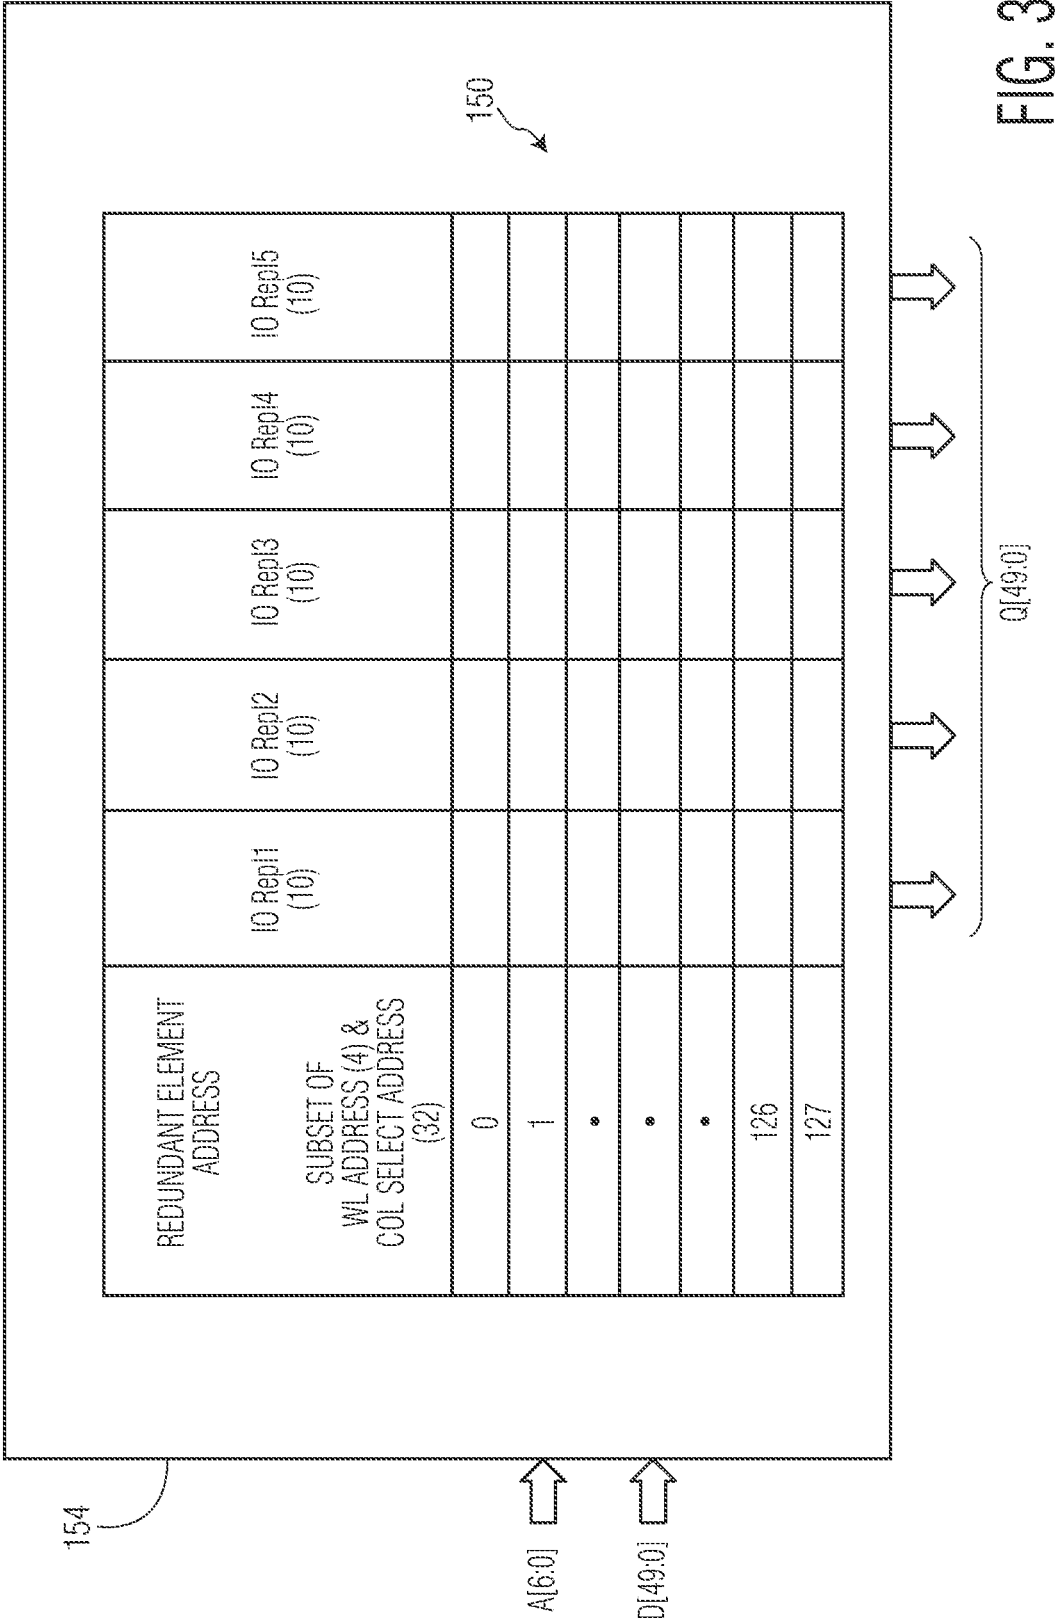 154
150
REDUNDANT ELEMENT
ADDRESS
SUBSET OF
WL ADDRESS (4) &
COL SELECT ADDRESS
(32)
IO Repl1
(10)
IO Repl2
(10)
IO Repl3
(10)
IO Repl4
(10)
IO Repl5
(10)
0
1
•
•
•
126
127
A[6:0]
D[49:0]
Q[49:0]
FIG. 3